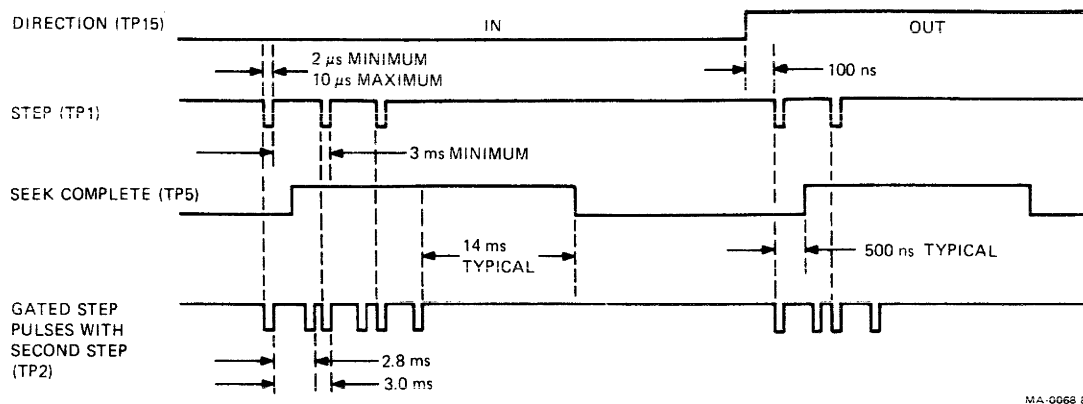 DIRECTION (TP15)
IN
OUT
2 µs MINIMUM
10 µs MAXIMUM
100 ns
STEP (TP1)
3 ms MINIMUM
SEEK COMPLETE (TP5)
14 ms
TYPICAL
500 ns TYPICAL
GATED STEP
PULSES WITH
SECOND STEP
(TP2)
2.8 ms
3.0 ms